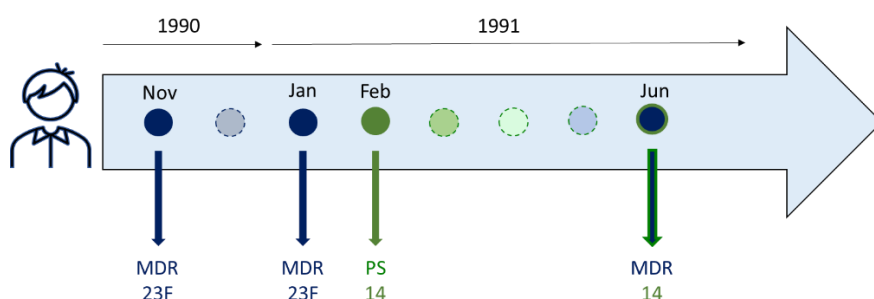 1990 1991
Nov Jan Feb Jun
MDR MDR PS MDR
23F 23F 14 14